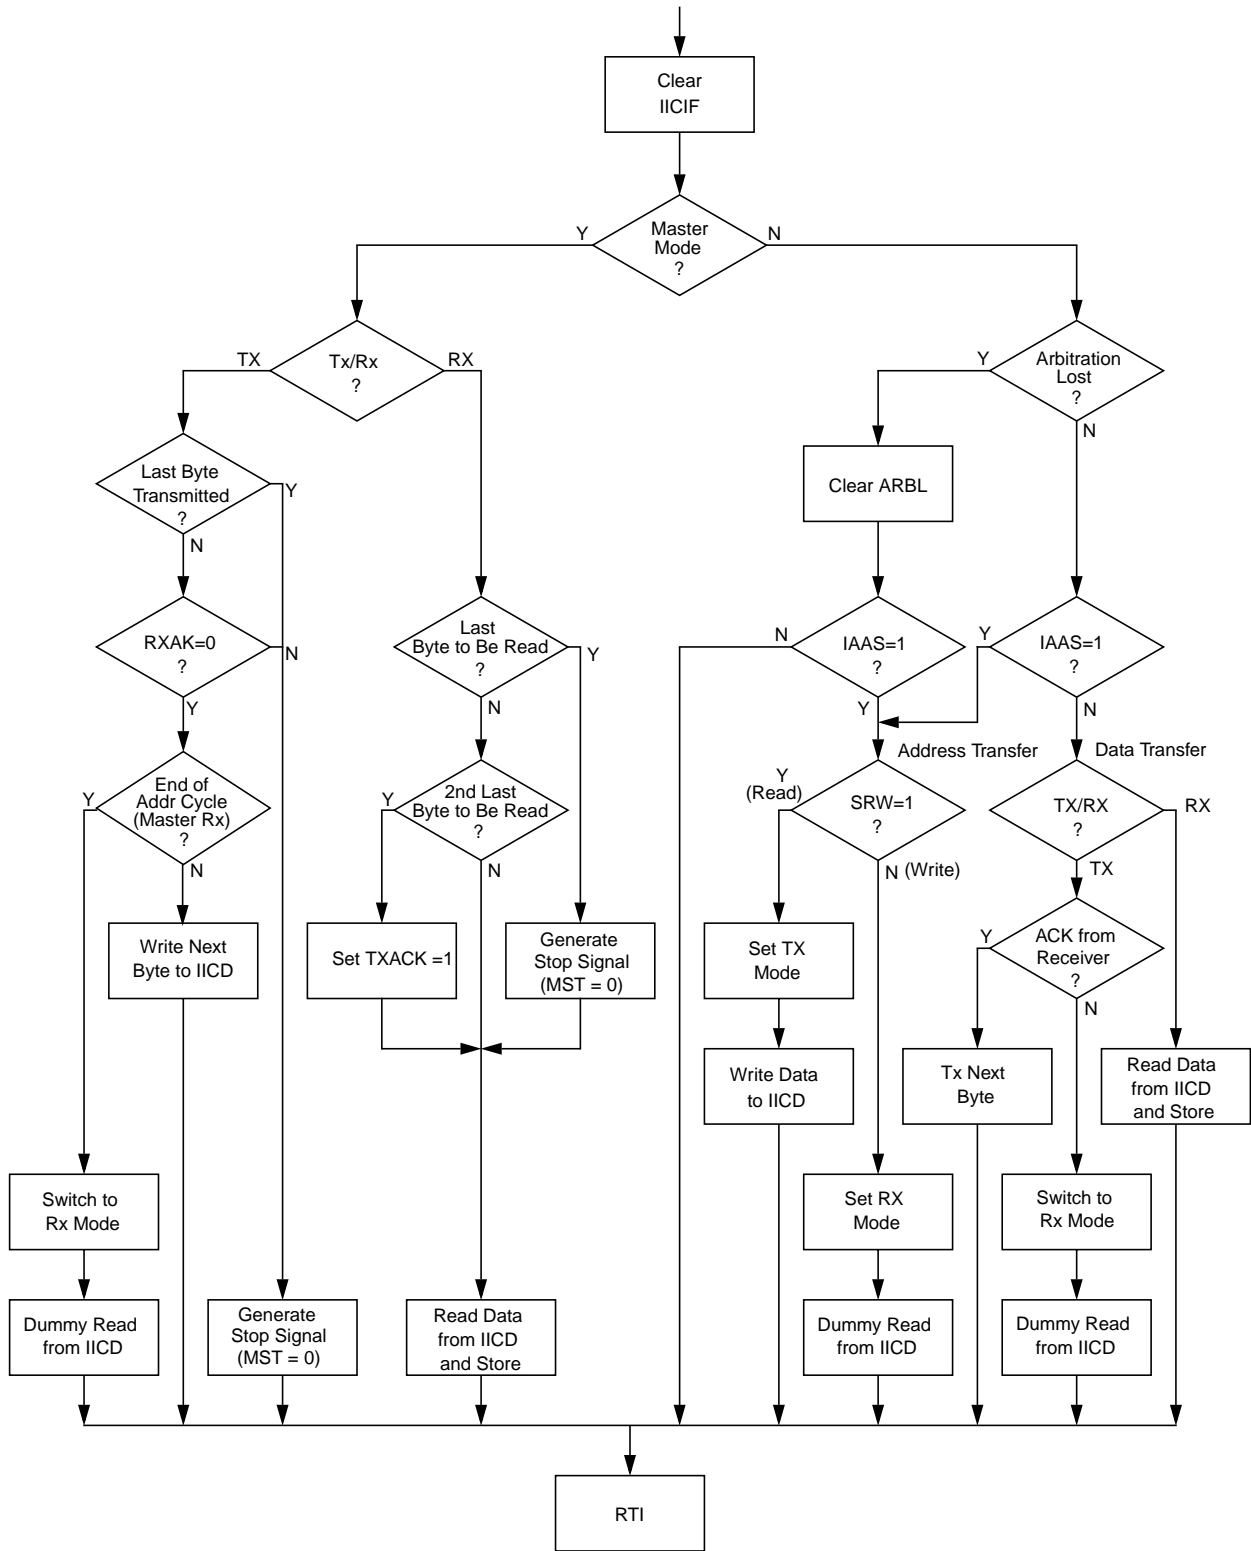 Clear
IICIF
Master
Mode
?
Y
N
Tx/Rx
?
TX
RX
Arbitration
Lost
?
Y
N
Last Byte
Transmitted
?
Y
N
Clear ARBL
RXAK=0
?
N
Y
Last
Byte to Be Read
?
Y
N
IAAS=1
?
N
Y
IAAS=1
?
Y
N
Address Transfer
Data Transfer
End of
Addr Cycle
(Master Rx)
?
Y
N
2nd Last
Byte to Be Read
?
Y
N
Y
(Read)
SRW=1
?
N (Write)
TX/RX
?
RX
TX
Write Next
Byte to IICD
Set TXACK =1
Generate
Stop Signal
(MST = 0)
Set TX
Mode
ACK from
Receiver
?
Y
N
Write Data
to IICD
Tx Next
Byte
Read Data
from IICD
and Store
Switch to
Rx Mode
Set RX
Mode
Switch to
Rx Mode
Dummy Read
from IICD
Generate
Stop Signal
(MST = 0)
Read Data
from IICD
and Store
Dummy Read
from IICD
Dummy Read
from IICD
RTI